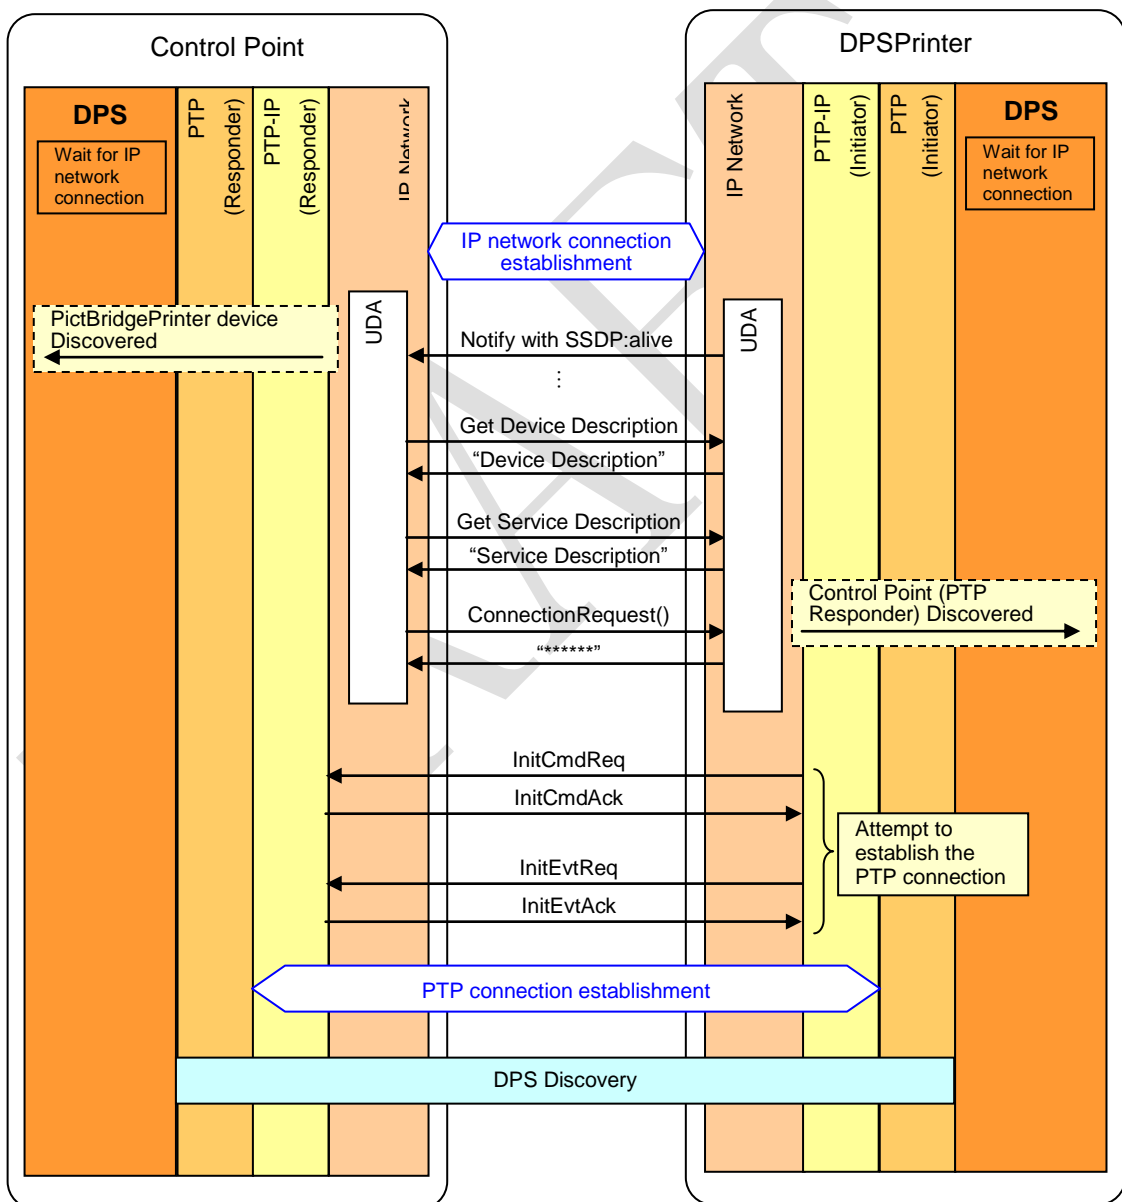 Control Point
DPSPrinter
DPS
PTP
(Responder)
PTP-IP
(Responder)
IP Network
IP Network
PTP-IP
(Initiator)
PTP
(Initiator)
DPS
Wait for IP
network
connection
Wait for IP
network
connection
IP network connection
establishment
PictBridgePrinter device
Discovered
UDA
UDA
Notify with SSDP:alive
...
Get Device Description
“Device Description”
Get Service Description
“Service Description”
Control Point (PTP
Responder) Discovered
ConnectionRequest()
“******”
InitCmdReq
InitCmdAck
Attempt to
establish the
PTP connection
InitEvtReq
InitEvtAck
PTP connection establishment
DPS Discovery
DRAFT